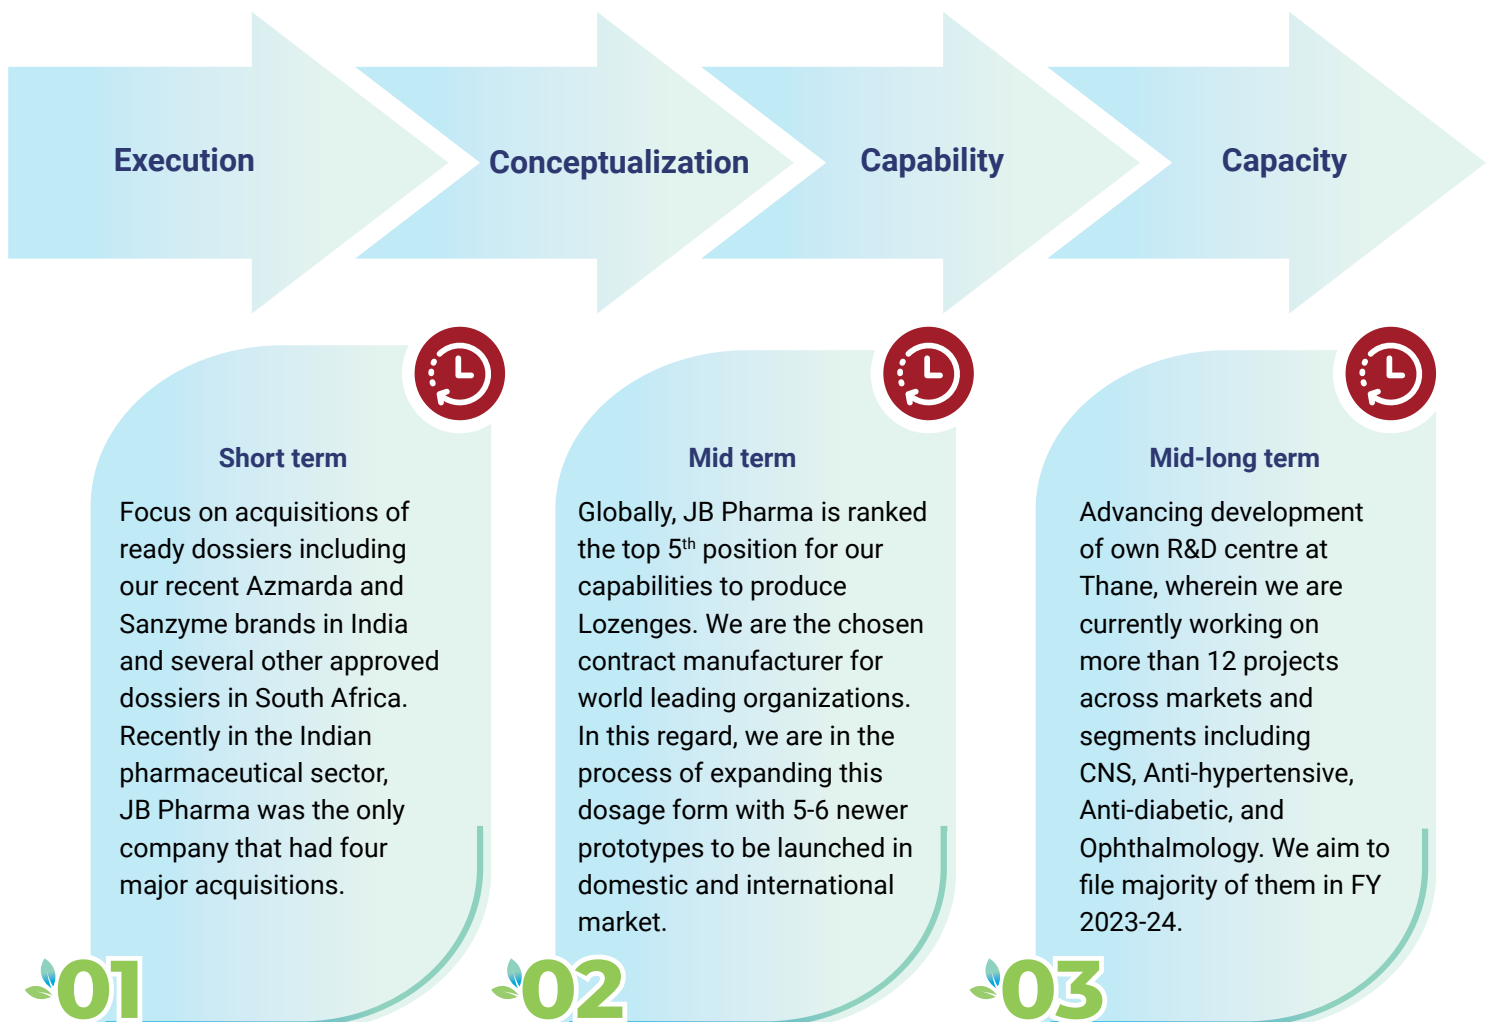 Execution
Conceptualization
Capability
Capacity
Short term
Focus on acquisitions of
ready dossiers including
our recent Azmarda and
Sanzyme brands in India
and several other approved
dossiers in South Africa.
Recently in the Indian
pharmaceutical sector,
JB Pharma was the only
company that had four
major acquisitions.
01
Mid term
Globally, JB Pharma is ranked
the top 5th position for our
capabilities to produce
Lozenges. We are the chosen
contract manufacturer for
world leading organizations.
In this regard, we are in the
process of expanding this
dosage form with 5-6 newer
prototypes to be launched in
domestic and international
market.
02
Mid-long term
Advancing development
of own R&D centre at
Thane, wherein we are
currently working on
more than 12 projects
across markets and
segments including
CNS, Anti-hypertensive,
Anti-diabetic, and
Ophthalmology. We aim to
file majority of them in FY
2023-24.
03